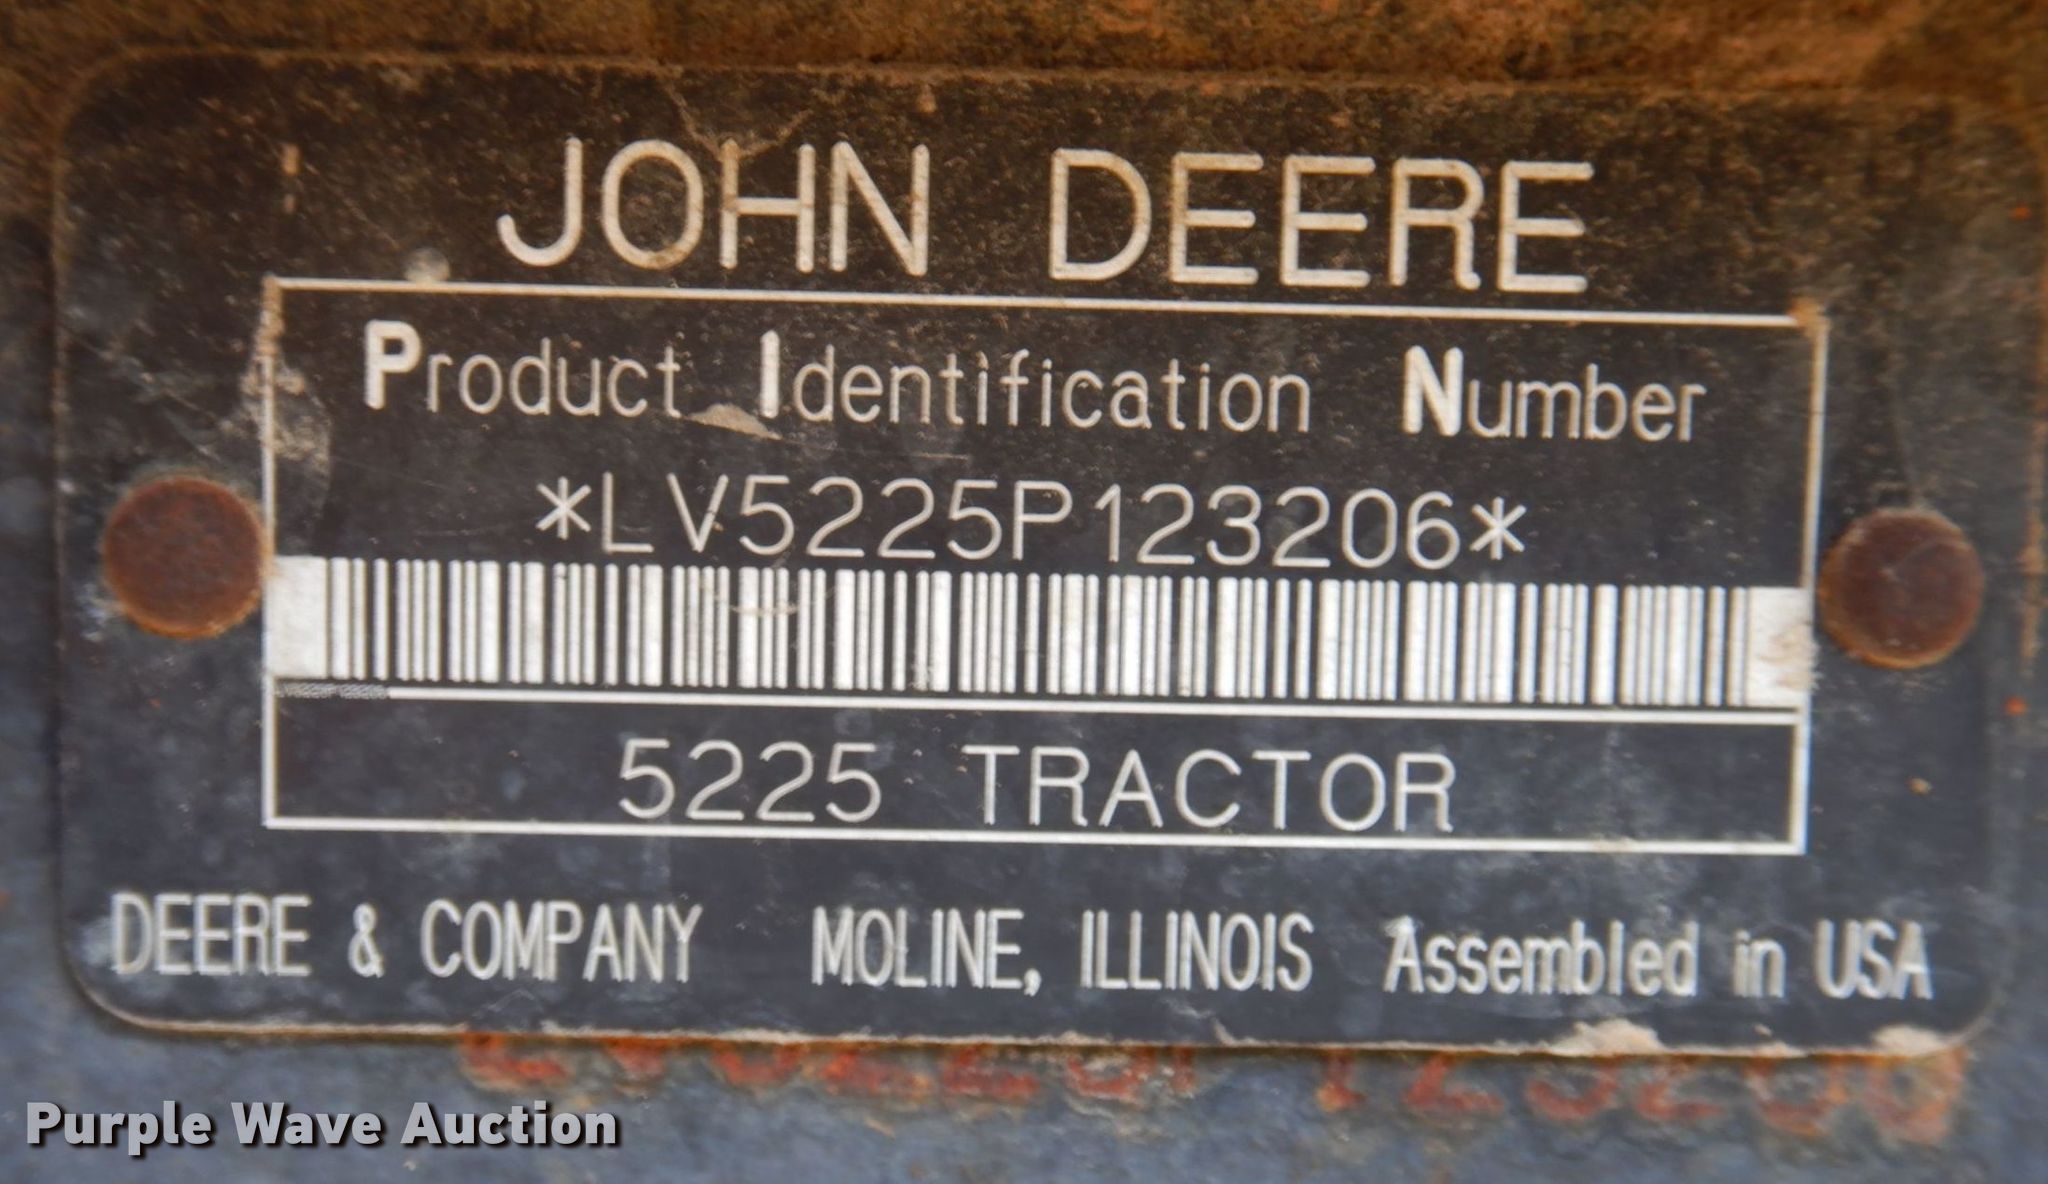 JOHN DEERE
Product Identification Number
*LV5225P123206*
5225 TRACTOR
DEERE & COMPANY MOLINE, ILLINOIS Assembled in USA
Purple Wave Auction